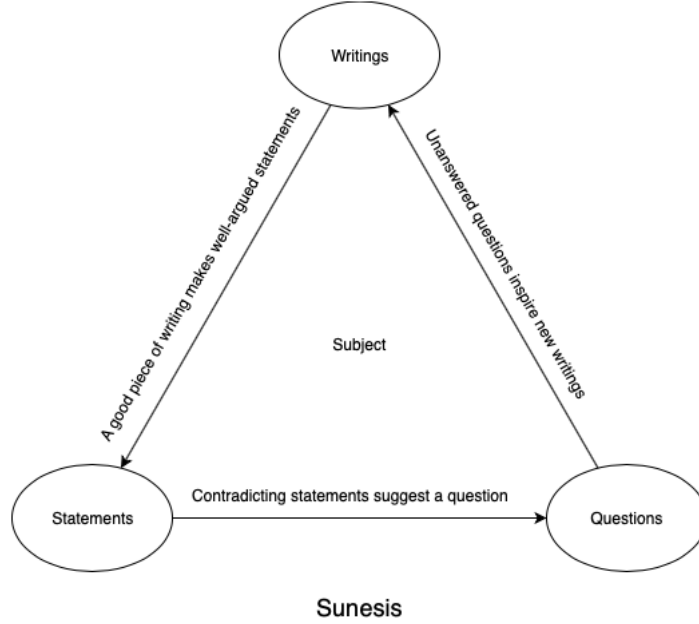 Writings
A good piece of writing makes well-argued statements
Unanswered questions inspire new writings
Subject
Statements
Contradicting statements suggest a question
Questions
Sunesis